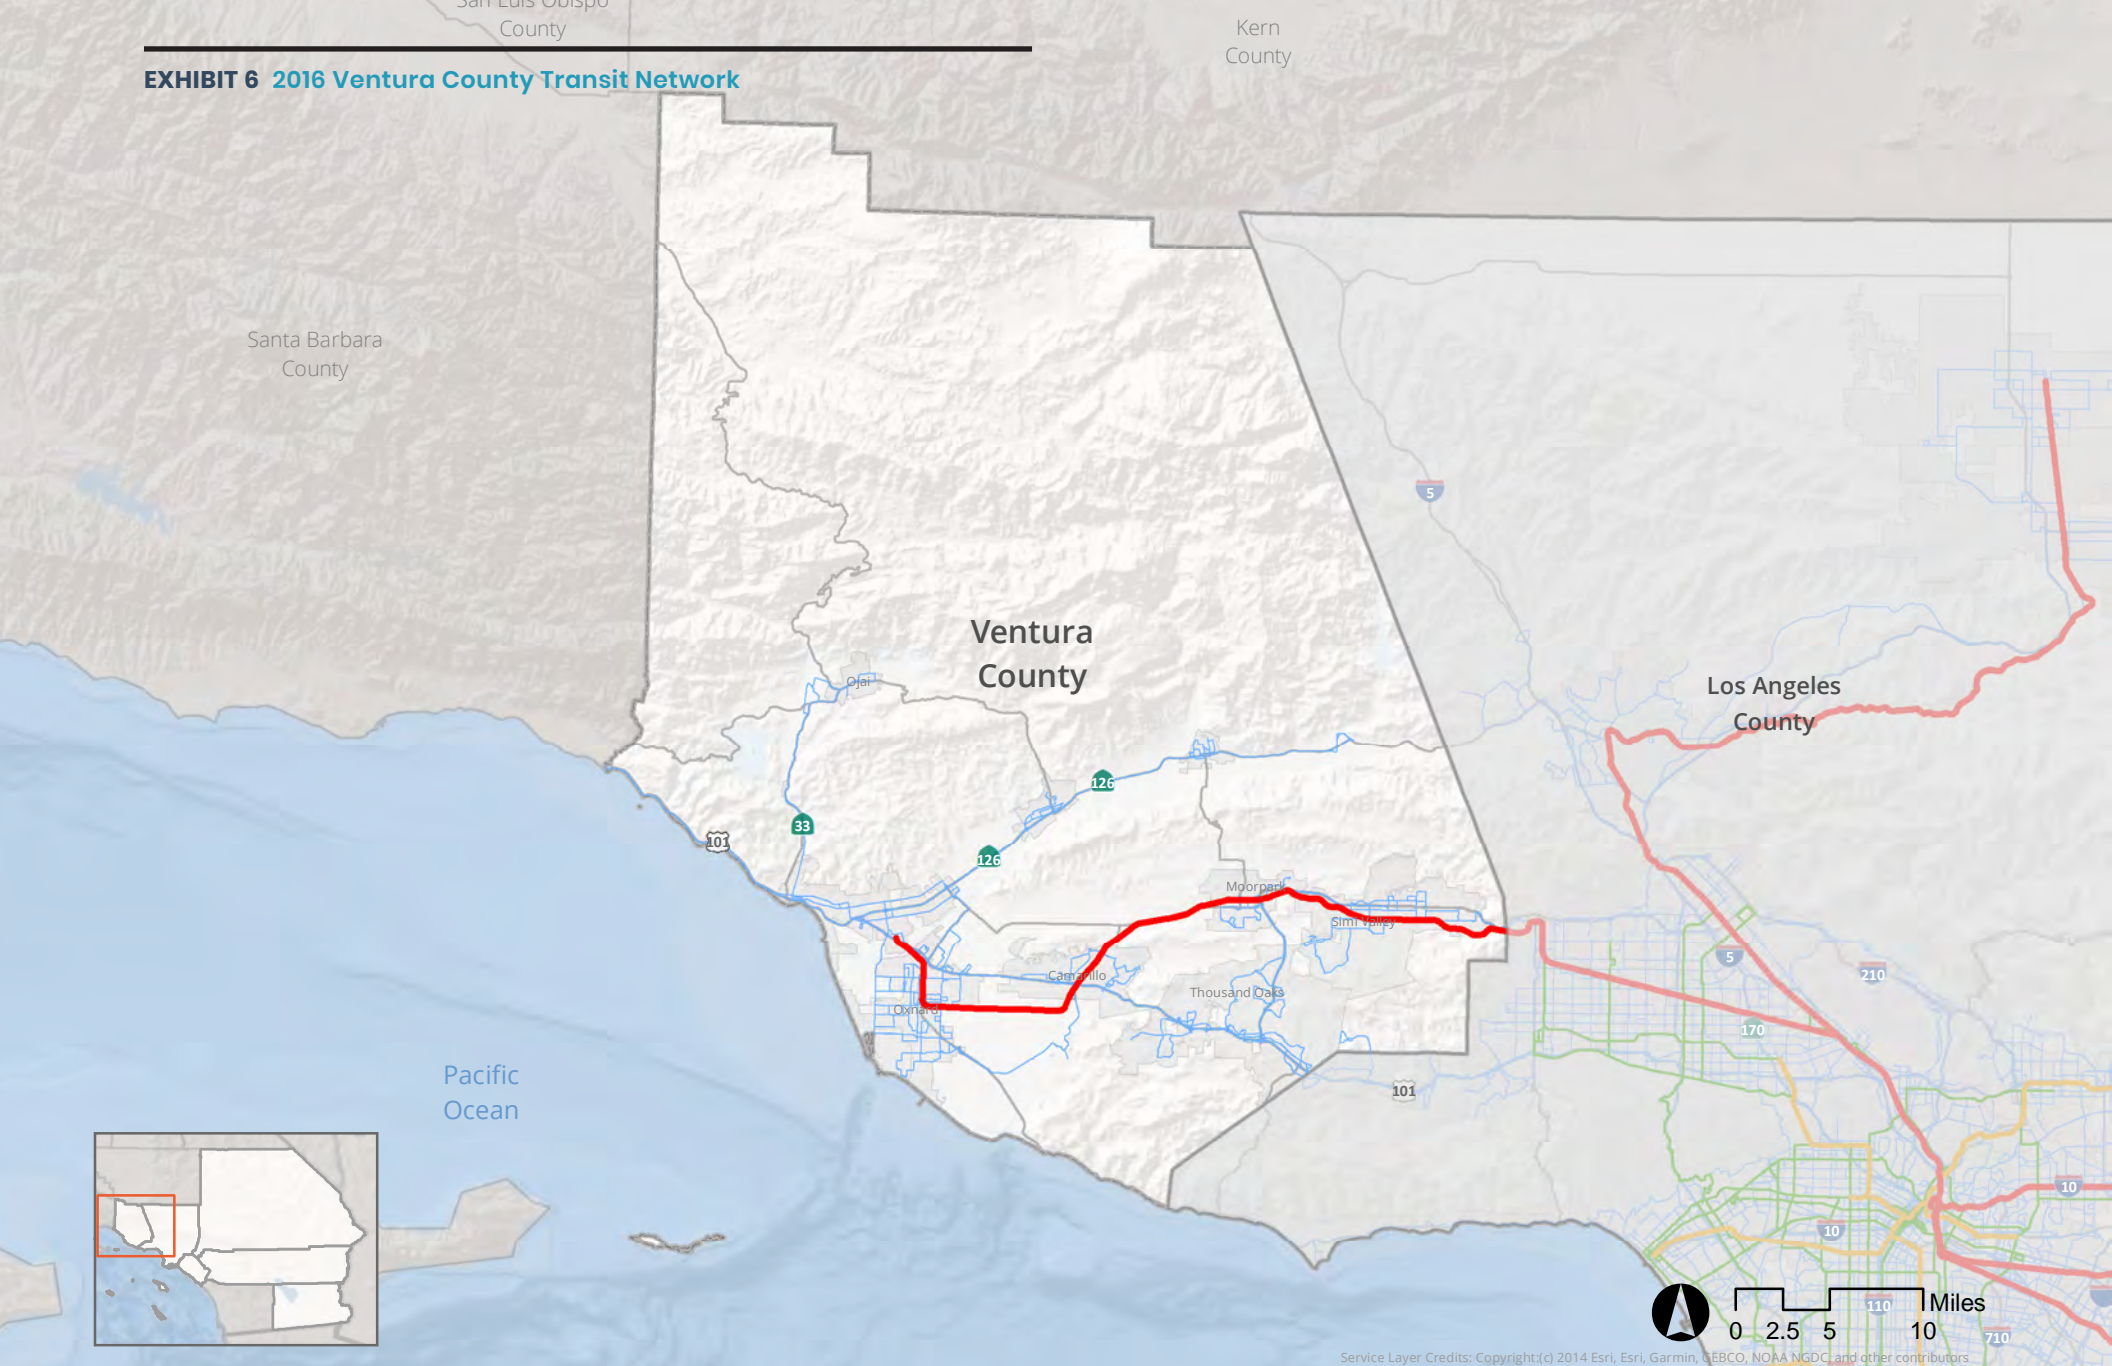 San Luis Obispo
County
Kern
County
EXHIBIT 6 2016 Ventura County Transit Network
Santa Barbara
County
5
Ventura
County
Ojai
Los Angeles
County
126
33
101
126
Moorpark
Simi Valley
Camarillo
Thousand Oaks
Oxnard
5
210
170
101
Pacific
Ocean
10
10
110
710
Miles
0 2.5 5 10
Service Layer Credits: Copyright:(c) 2014 Esri, Esri, Garmin, GEBCO, NOAA NGDC, and other contributors